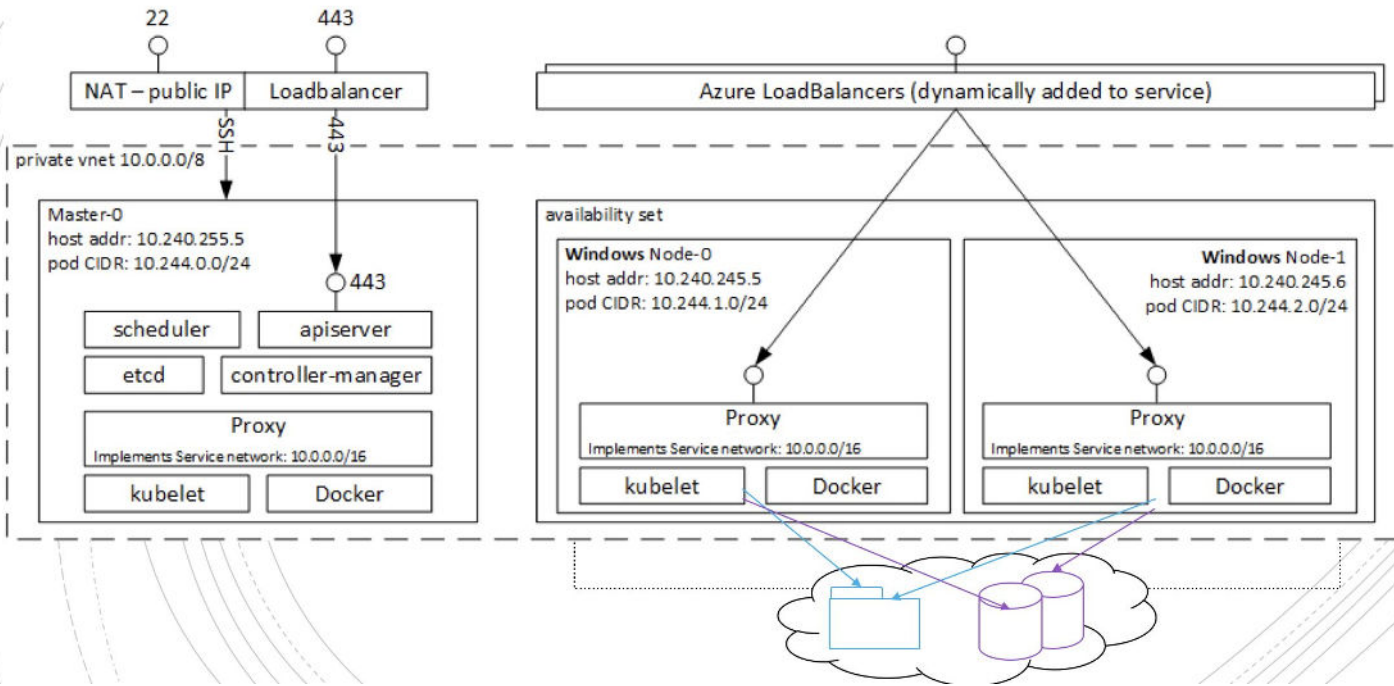 22
443
NAT – public IP
Loadbalancer
Azure LoadBalancers (dynamically added to service)
SSH
443
private vnet 10.0.0.0/8
Master-0
host addr: 10.240.255.5
pod CIDR: 10.244.0.0/24
443
scheduler
apiserver
etcd
controller-manager
Proxy
Implements Service network: 10.0.0.0/16
kubelet
Docker
availability set
Windows Node-0
host addr: 10.240.245.5
pod CIDR: 10.244.1.0/24
Proxy
Implements Service network: 10.0.0.0/16
kubelet
Docker
Windows Node-1
host addr: 10.240.245.6
pod CIDR: 10.244.2.0/24
Proxy
Implements Service network: 10.0.0.0/16
kubelet
Docker